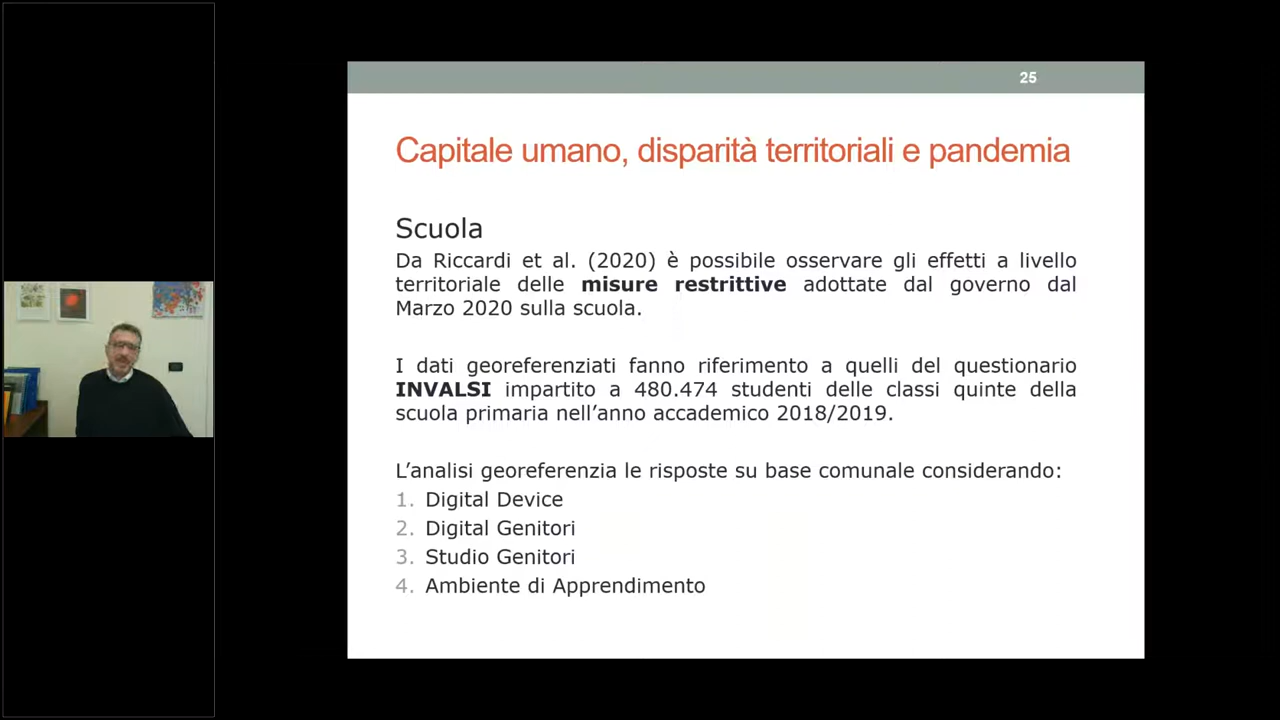 25
Capitale umano, disparità territoriali e pandemia
Scuola
Da Riccardi et al. (2020) è possibile osservare gli effetti a livello
territoriale delle misure restrittive adottate dal governo dal
Marzo 2020 sulla scuola.
I dati georeferenziati fanno riferimento a quelli del questionario
INVALSI impartito a 480.474 studenti delle classi quinte della
scuola primaria nell’anno accademico 2018/2019.
L’analisi georeferenzia le risposte su base comunale considerando:
1. Digital Device
2. Digital Genitori
3. Studio Genitori
4. Ambiente di Apprendimento